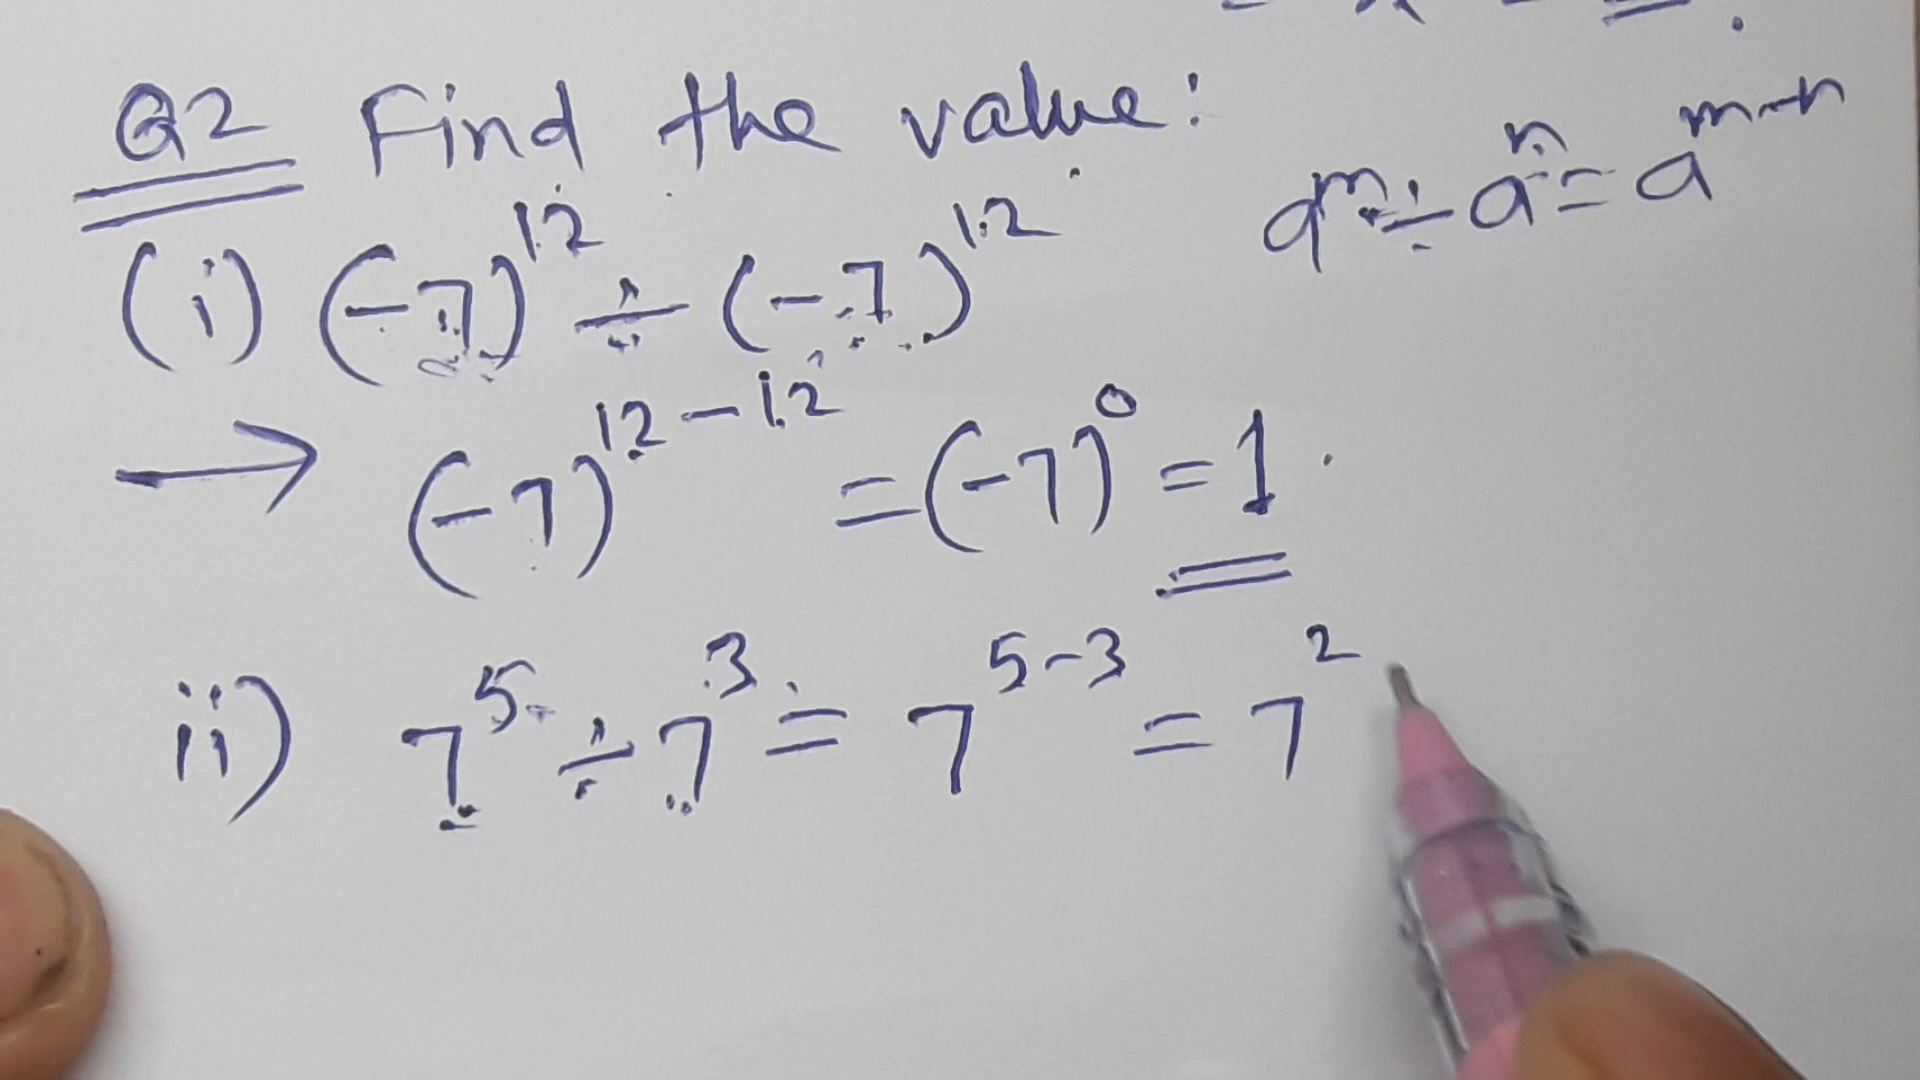 Q2 Find the value:
a^m ÷ a^n = a^(m-n)
(i) (-7)^12 ÷ (-7)^12
→ (-7)^(12-12) = (-7)^0 = 1.
ii) 7^5 ÷ 7^3 = 7^(5-3) = 7^2